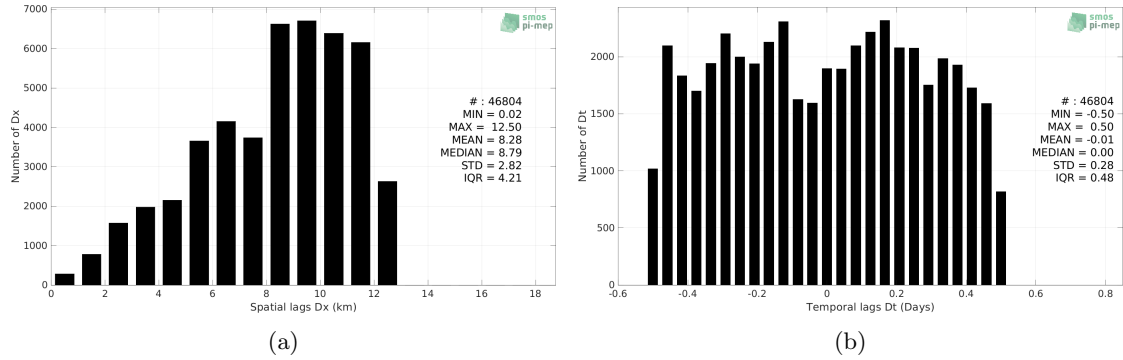 7000
6000
5000
4000
3000
2000
1000
0
Number of Dx
0 2 4 6 8 10 12 14 16 18
Spatial lags Dx (km)
smos
pi-mep
# : 46804
MIN = 0.02
MAX = 12.50
MEAN = 8.28
MEDIAN = 8.79
STD = 2.82
IQR = 4.21
(a)
2000
1500
1000
500
0
Number of Dt
-0.6 -0.4 -0.2 0 0.2 0.4 0.6 0.8
Temporal lags Dt (Days)
smos
pi-mep
# : 46804
MIN = -0.50
MAX = 0.50
MEAN = -0.01
MEDIAN = 0.00
STD = 0.28
IQR = 0.48
(b)